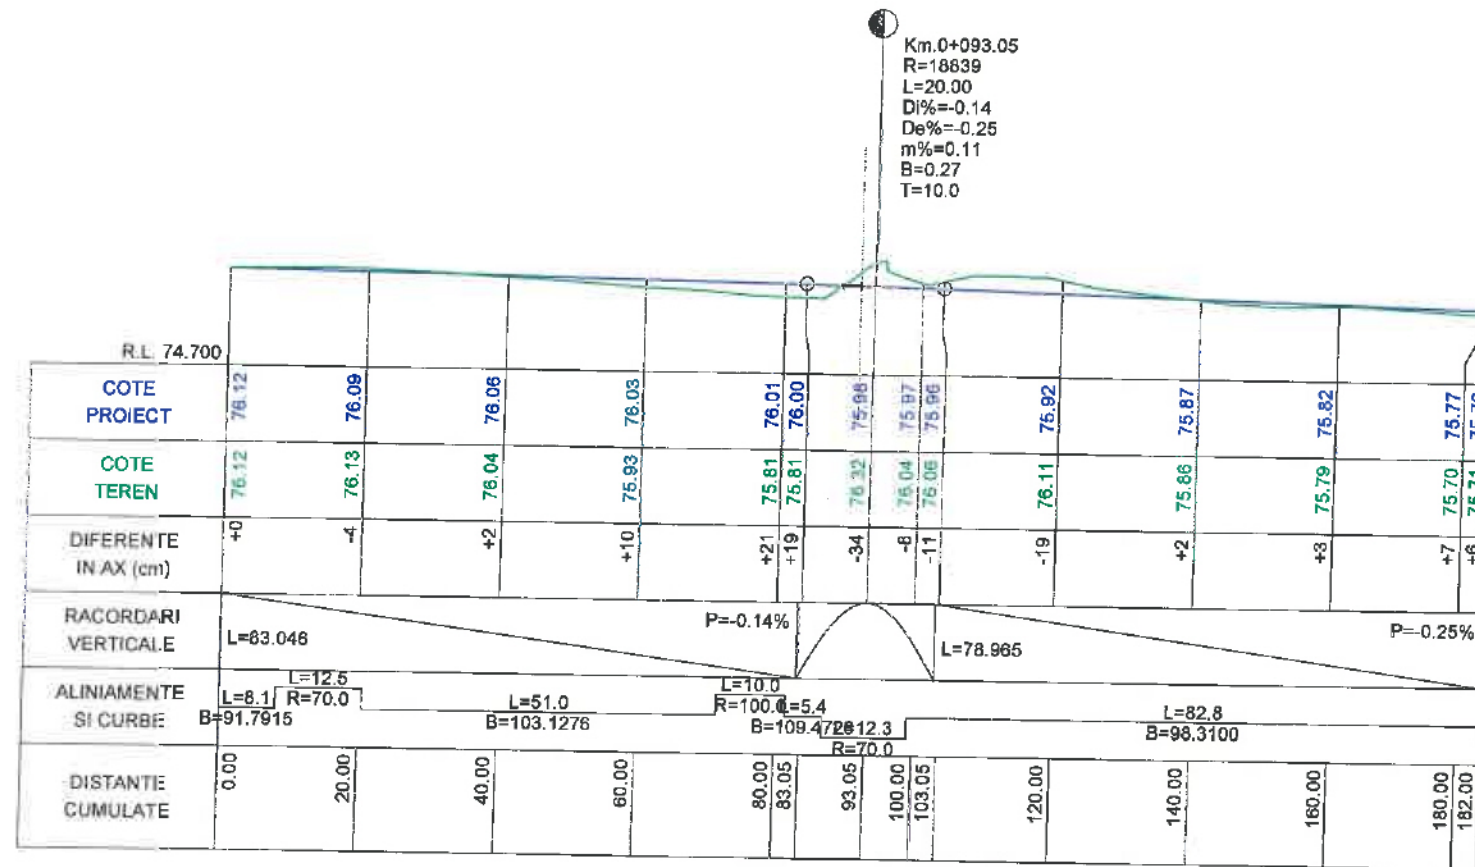 Km.0+093.05
R=18839
L=20.00
Di%=-0.14
De%=-0.25
m%=0.11
B=0.27
T=10.0
R.L. 74.700
COTE PROIECT
76.12 76.09 76.06 76.03 76.01 76.00 75.98 75.97 75.96 75.92 75.87 75.82 75.77
COTE TEREN
76.12 76.13 76.04 75.93 75.81 75.81 76.32 76.04 76.06 76.11 75.86 75.79 75.70
DIFERENTE IN AX (cm)
+0 -4 +2 +10 +21 +19 -34 -8 -11 -19 +2 +3 +7 +6
RACORDARI VERTICALE
L=83.046 P=-0.14% L=78.965 P=-0.25%
ALINIAMENTE SI CURBE
L=8.1 B=91.7915
L=12.5 R=70.0
L=51.0 B=103.1276
L=10.0 R=100.0
L=5.4
R=70.0
L=82.8 B=98.3100
DISTANTE CUMULATE
0.00 20.00 40.00 60.00 80.00 83.05 93.05 100.00 103.05 120.00 140.00 160.00 180.00 182.00